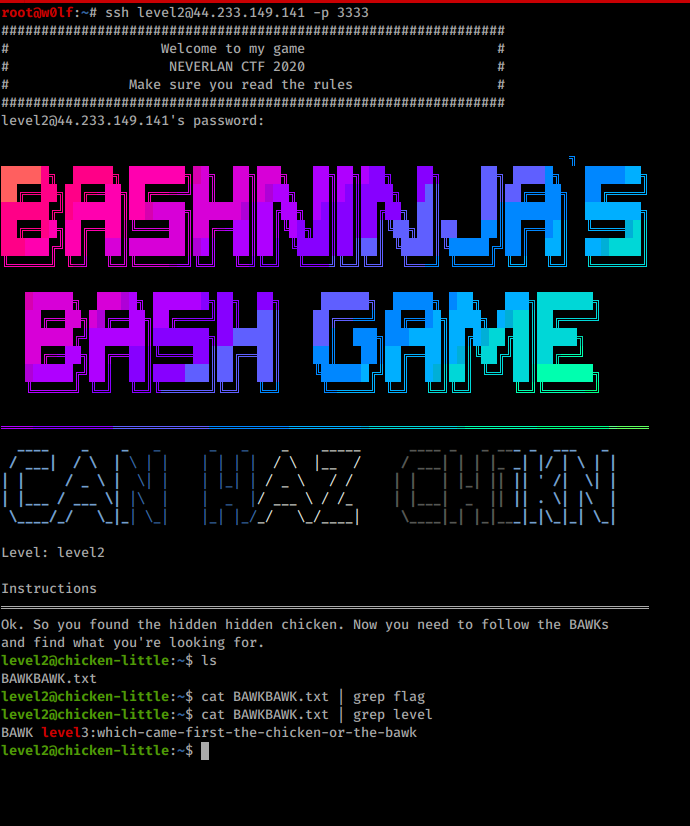 root@w0lf:~# ssh level2@44.233.149.141 -p 3333
###############################################################
# Welcome to my game #
# NEVERLAN CTF 2020 #
# Make sure you read the rules #
###############################################################
level2@44.233.149.141's password:
BASHNINJA'S
BASH GAME
CAN HAZ CHIKN
Level: level2
Instructions
Ok. So you found the hidden hidden chicken. Now you need to follow the BAWKs
and find what you're looking for.
level2@chicken-little:~$ ls
BAWKBAWK.txt
level2@chicken-little:~$ cat BAWKBAWK.txt | grep flag
level2@chicken-little:~$ cat BAWKBAWK.txt | grep level
BAWK level3:which-came-first-the-chicken-or-the-bawk
level2@chicken-little:~$